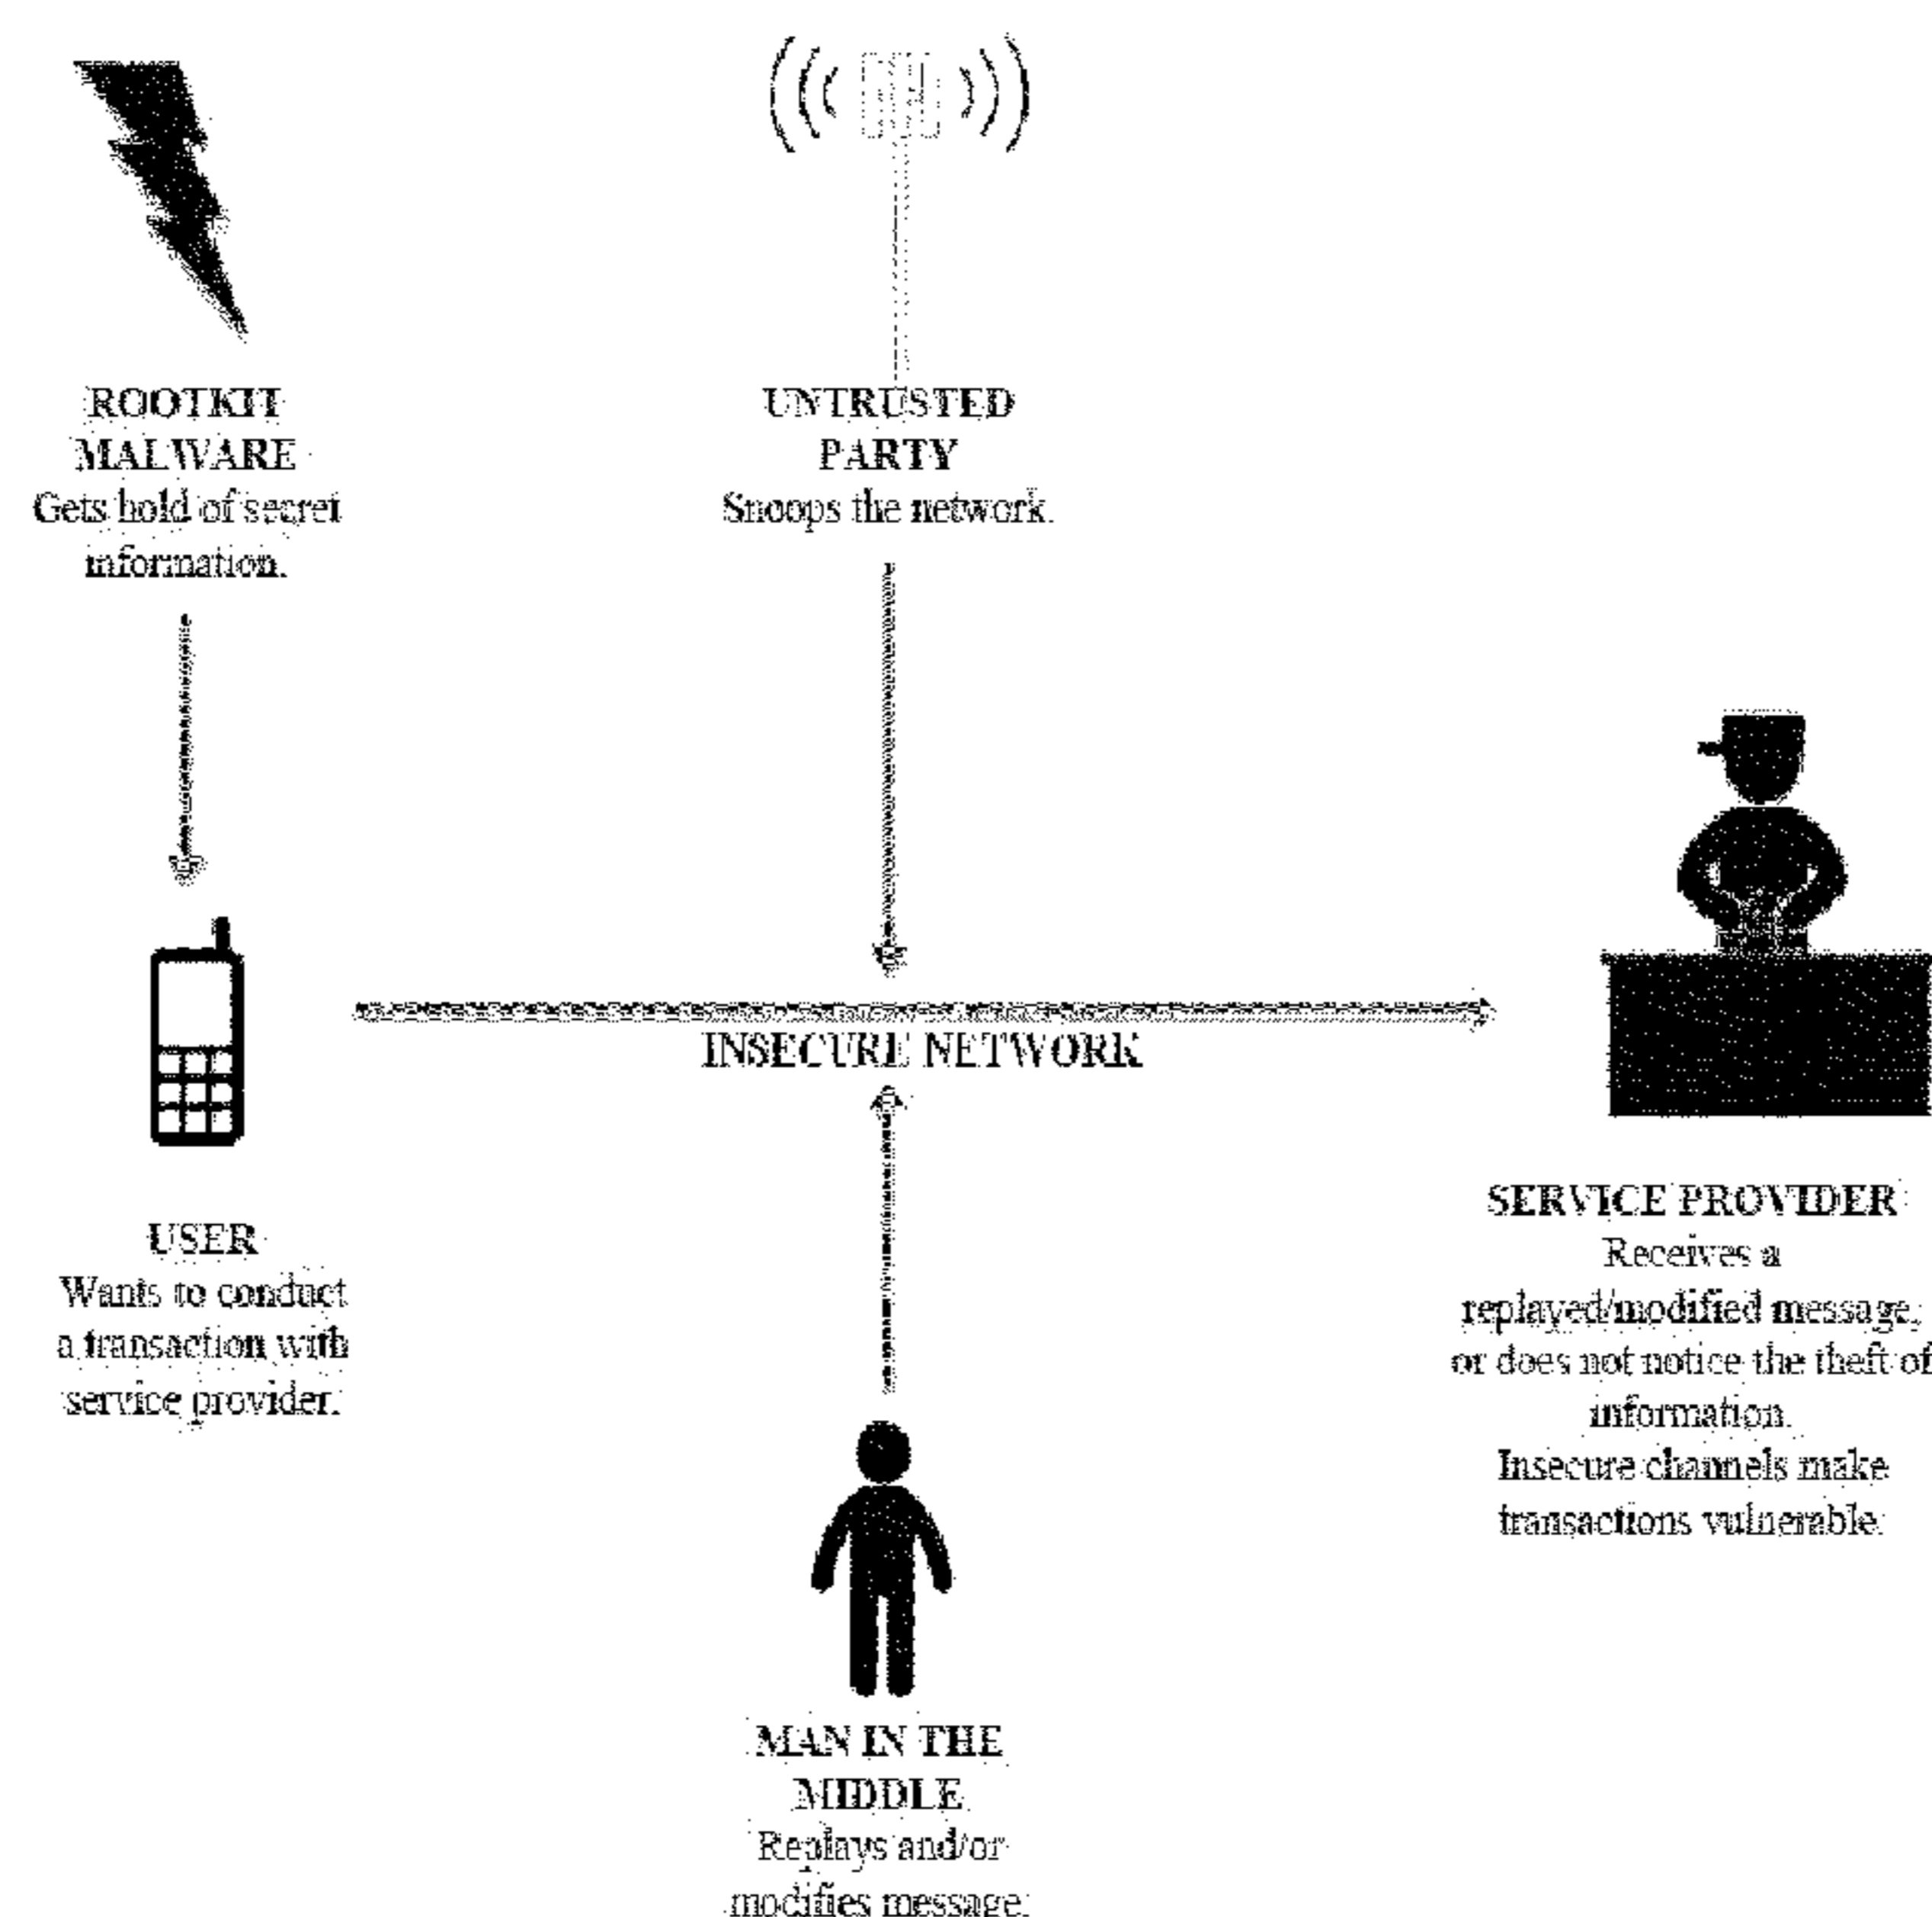 ROOTKIT
MALWARE
Gets hold of secret
information.
UNTRUSTED
PARTY
Snoops the network.
INSECURE NETWORK
USER
Wants to conduct
a transaction with
service provider.
SERVICE PROVIDER
Receives a
replayed/modified message,
or does not notice the theft of
information.
Insecure channels make
transactions vulnerable.
MAN IN THE
MIDDLE
Replays and/or
modifies message.